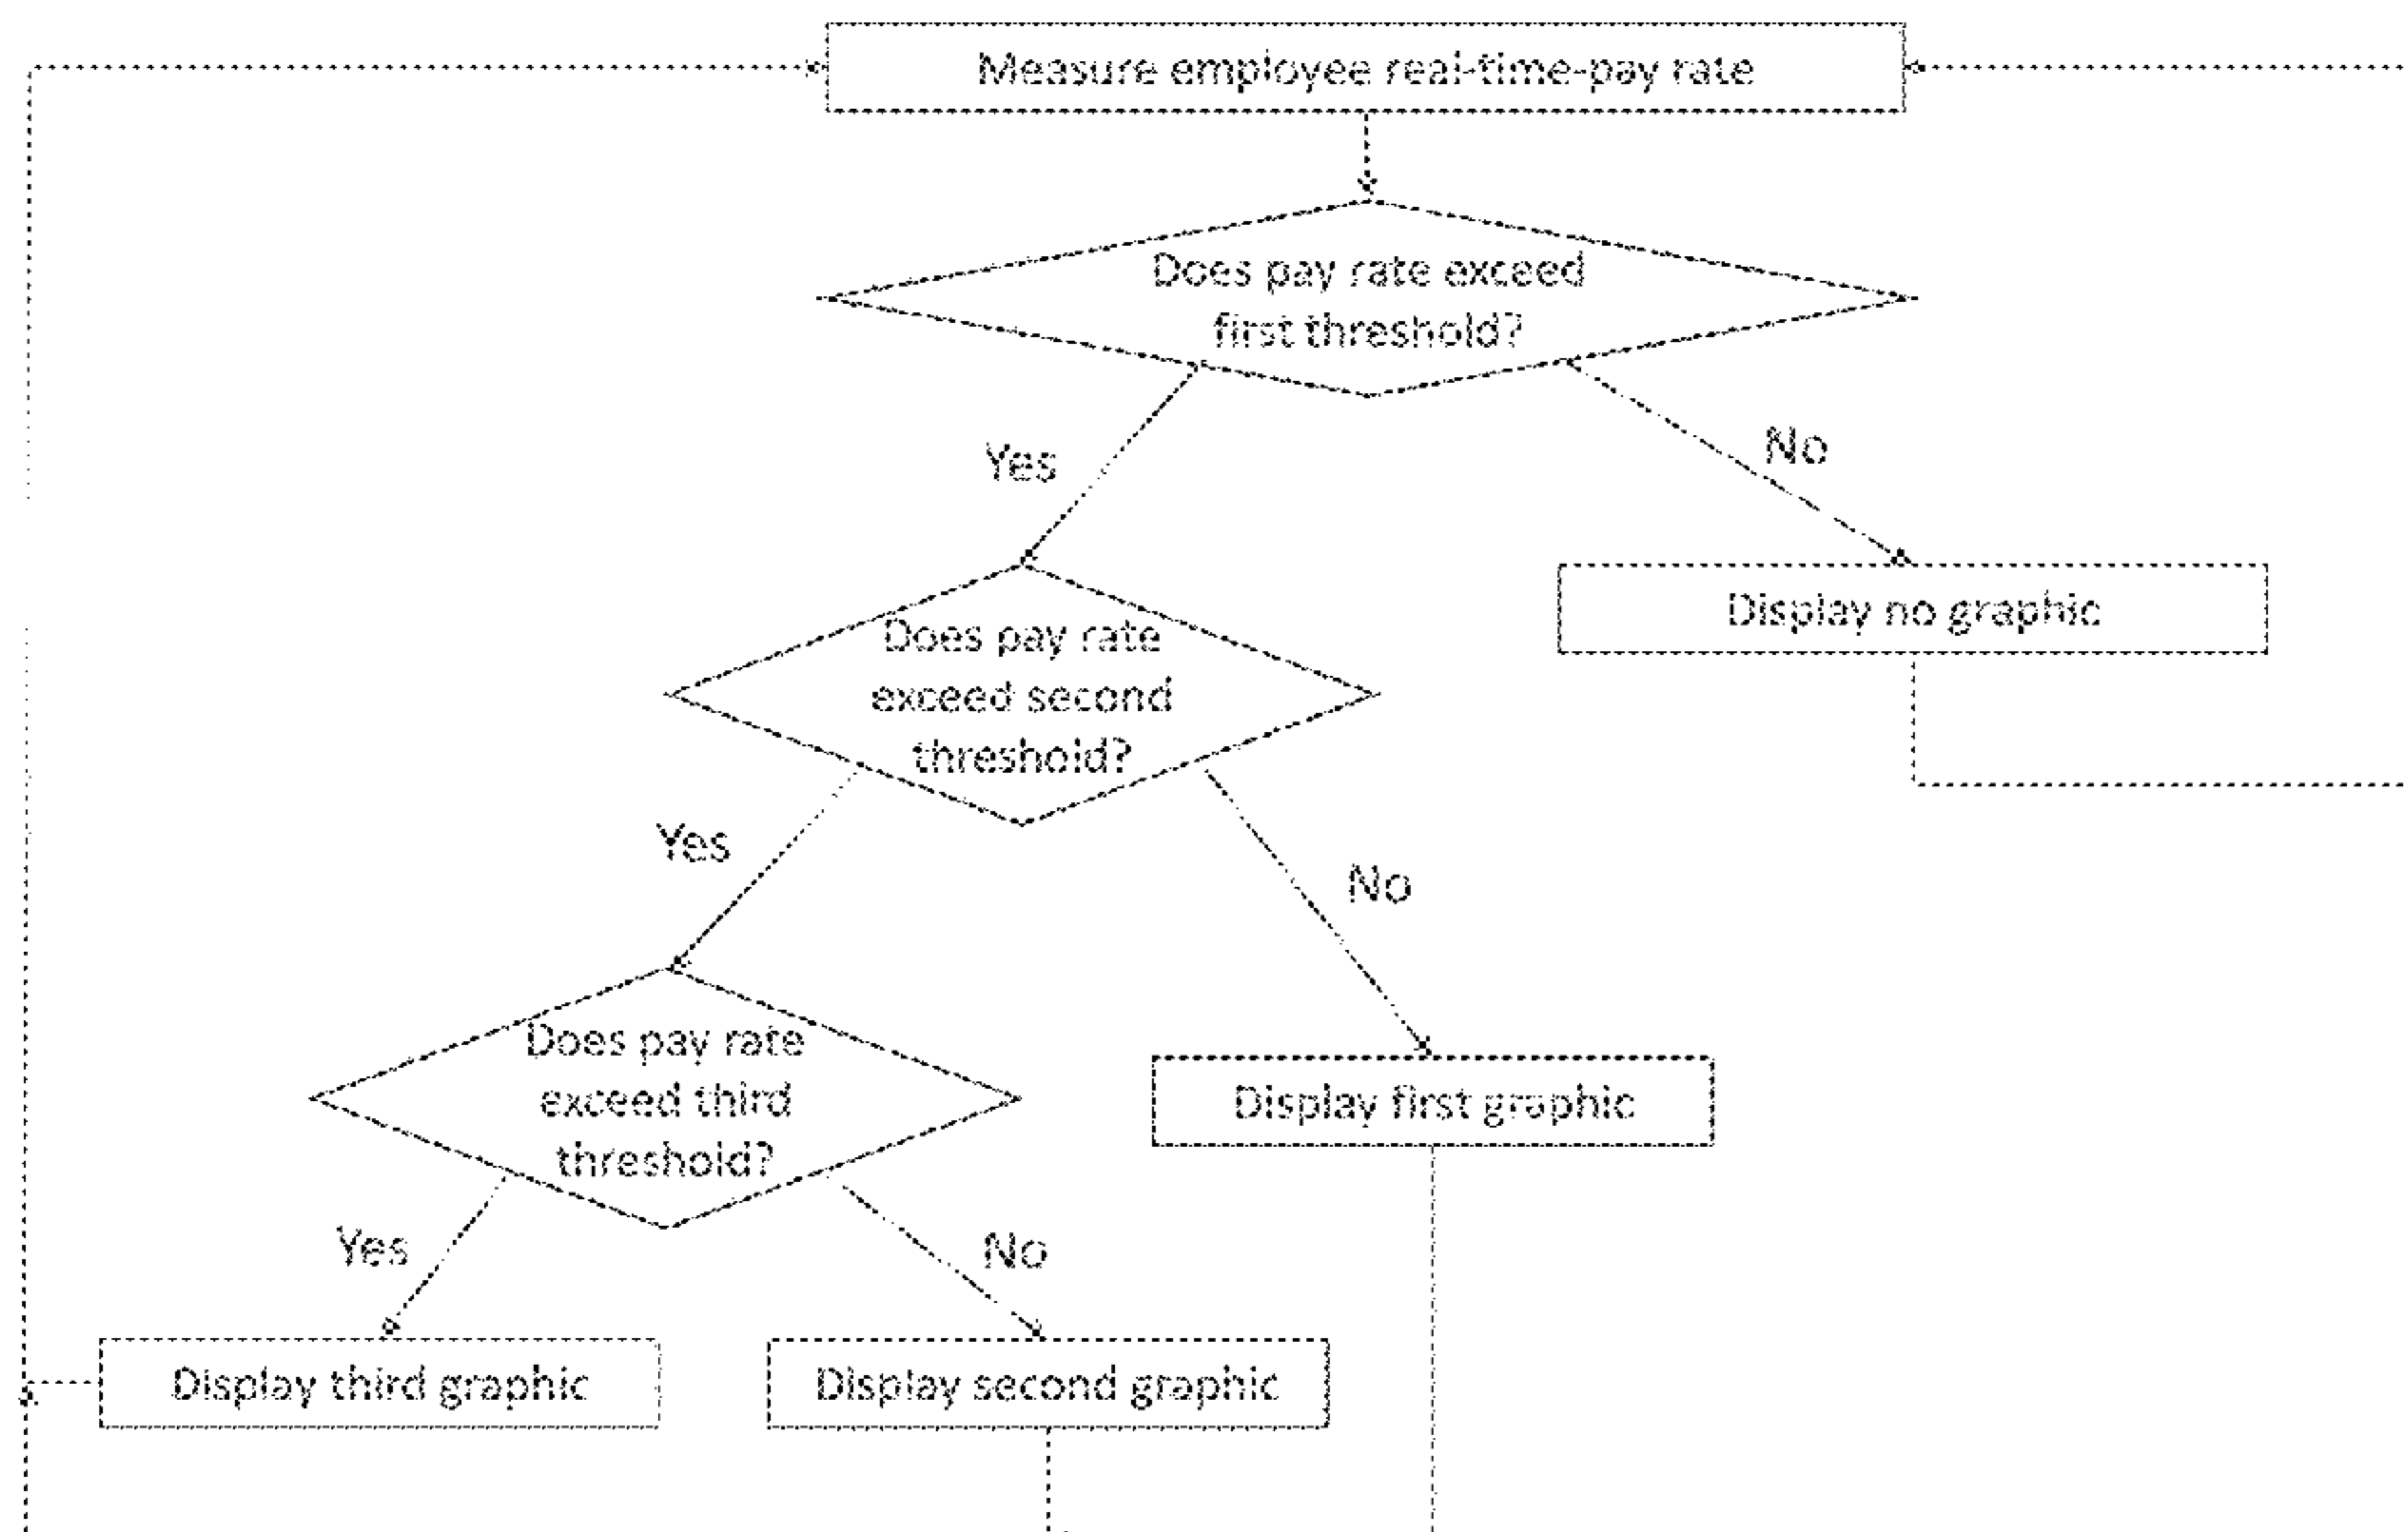 Measure employee real-time-pay rate
Does pay rate exceed
first threshold?
Yes
No
Does pay rate
exceed second
threshold?
Display no graphic
Yes
No
Does pay rate
exceed third
threshold?
Display first graphic
Yes
No
Display third graphic
Display second graphic